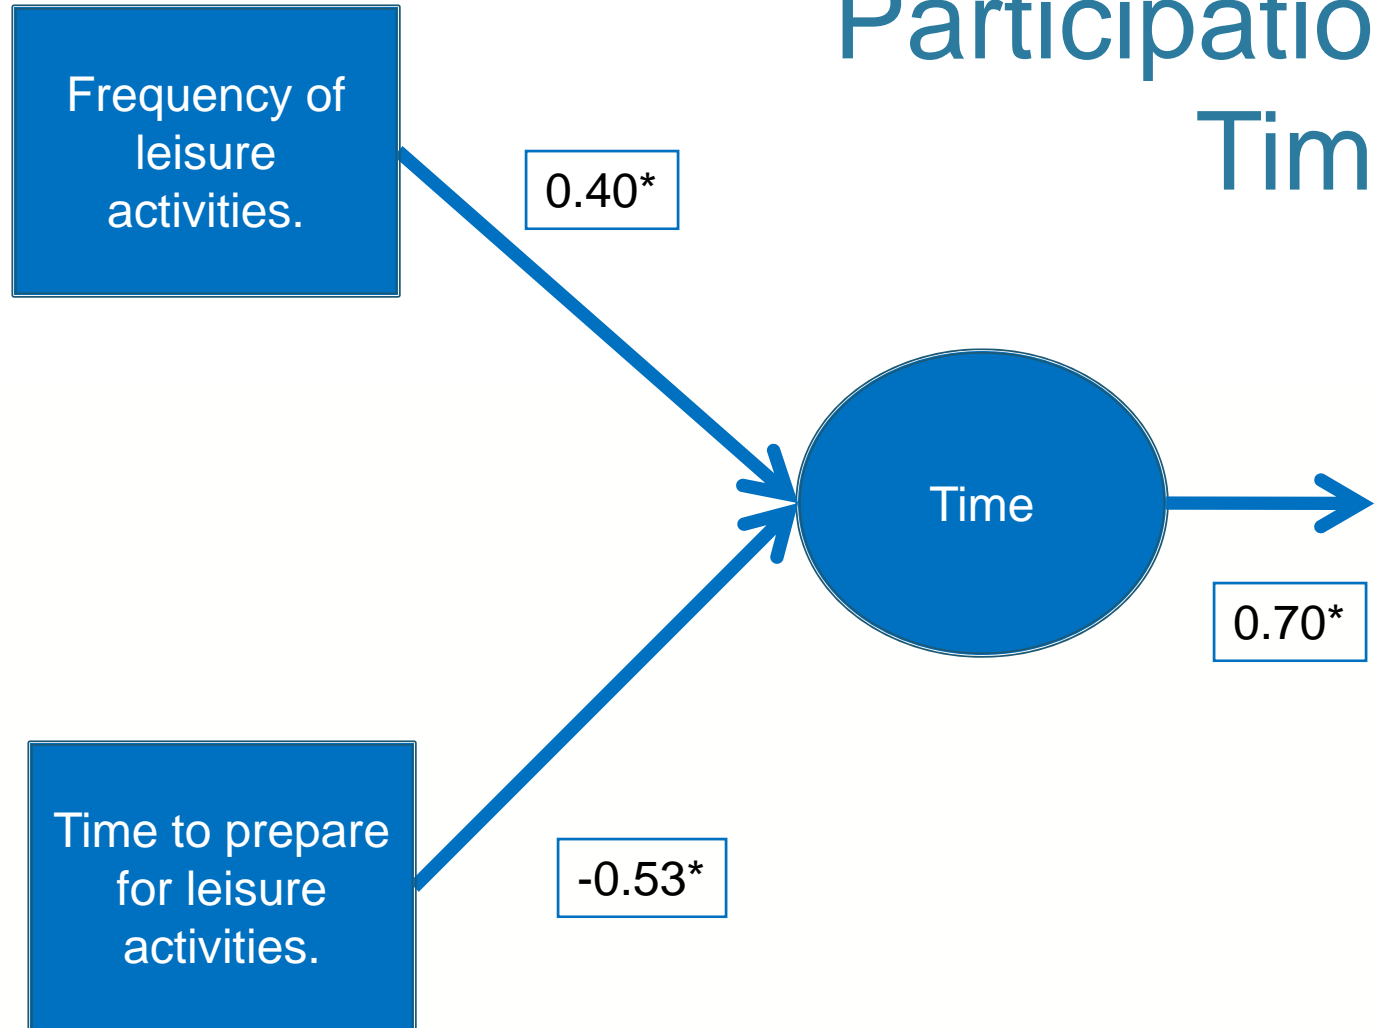 Participatio
Tim
Frequency of
leisure
activities.
0.40*
Time
0.70*
Time to prepare
for leisure
activities.
-0.53*